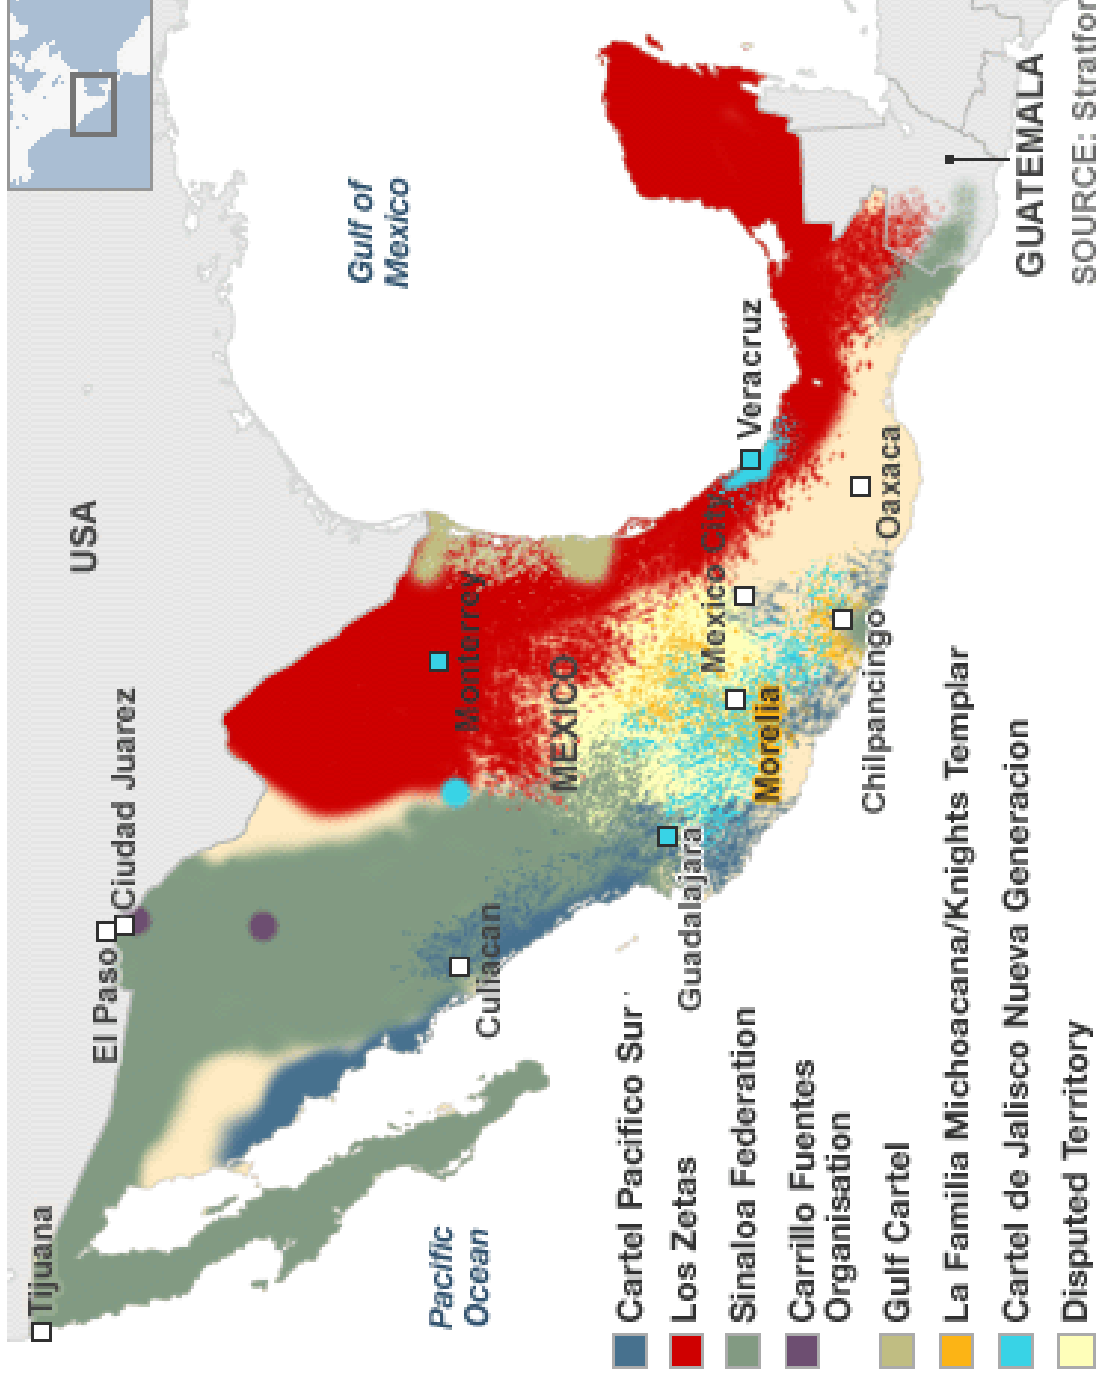 Tijuana
El Paso
Ciudad Juarez
USA
Gulf of
Mexico
Monterrey
MEXICO
Culiacan
Guadalajara
Morelia
Mexico City
Veracruz
Chilpancingo
Oaxaca
GUATEMALA
Pacific
Ocean
Cartel Pacifico Sur
Los Zetas
Sinaloa Federation
Carrillo Fuentes
Organisation
Gulf Cartel
La Familia Michoacana/Knights Templar
Cartel de Jalisco Nueva Generacion
Disputed Territory
SOURCE: Stratfor